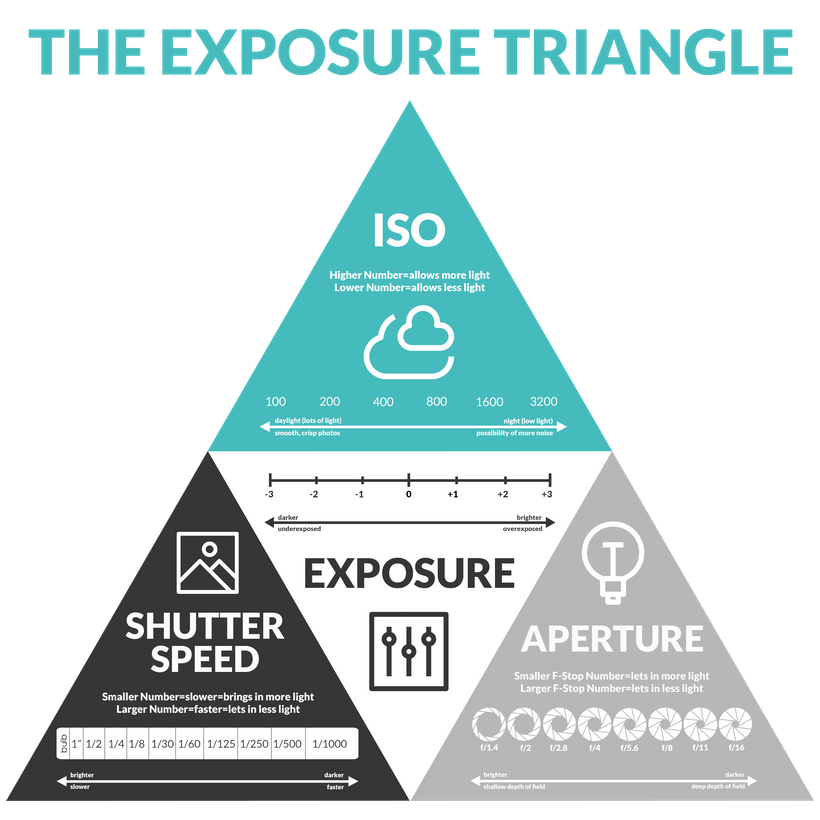 THE EXPOSURE TRIANGLE
ISO
Higher Number=allows more light
Lower Number=allows less light
100 200 400 800 1600 3200
daylight (lots of light) night (low light)
smooth, crisp photos possibility of more noise
-3 -2 -1 0 +1 +2 +3
darker brighter
underexposed overexposed
EXPOSURE
SHUTTER
SPEED
Smaller Number=slower=brings in more light
Larger Number=faster=lets in less light
bulb 1" 1/2 1/4 1/8 1/30 1/60 1/125 1/250 1/500 1/1000
brighter darker
slower faster
APERTURE
Smaller F-Stop Number=lets in more light
Larger F-Stop Number=lets in less light
f/1.4 f/2 f/2.8 f/4 f/5.6 f/8 f/11 f/16
brighter darker
shallow depth of field deep depth of field